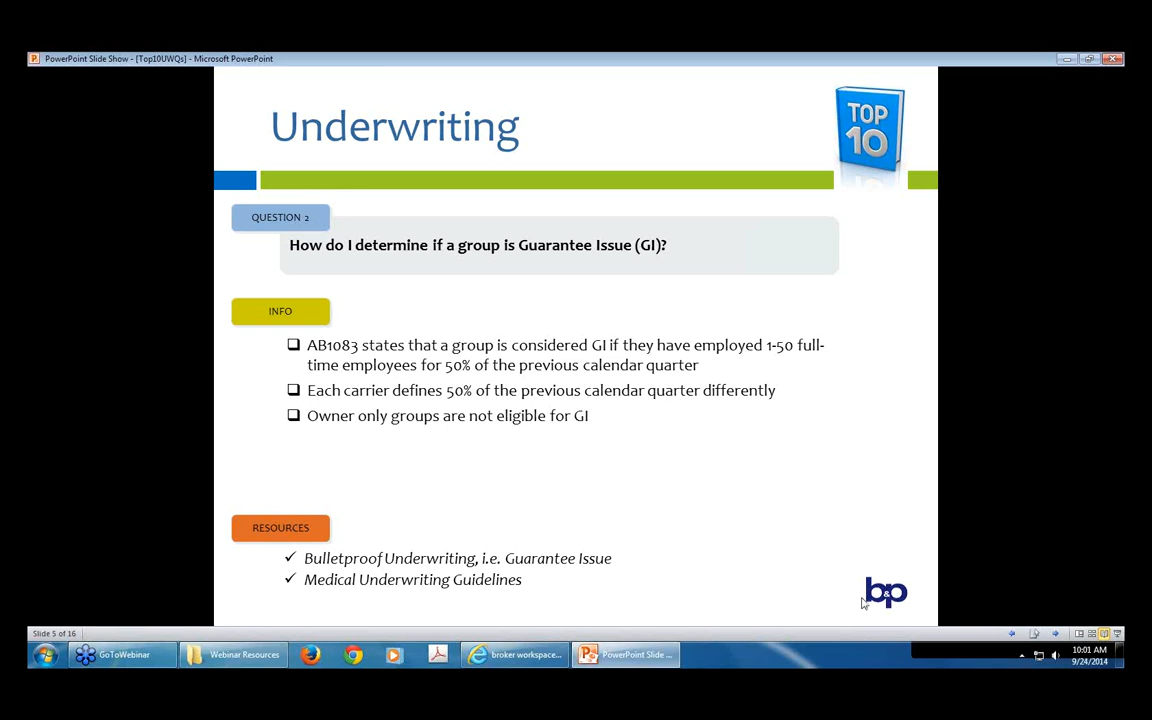 PowerPoint Slide Show - [Top10UWQs] - Microsoft PowerPoint
Underwriting
TOP
10
QUESTION 2
How do I determine if a group is Guarantee Issue (GI)?
INFO
AB1083 states that a group is considered GI if they have employed 1-50 full-
time employees for 50% of the previous calendar quarter
Each carrier defines 50% of the previous calendar quarter differently
Owner only groups are not eligible for GI
RESOURCES
Bulletproof Underwriting, i.e. Guarantee Issue
Medical Underwriting Guidelines
b&p
Slide 5 of 16
GoToWebinar
Webinar Resources
broker workspace...
PowerPoint Slide ...
10:01 AM
9/24/2014